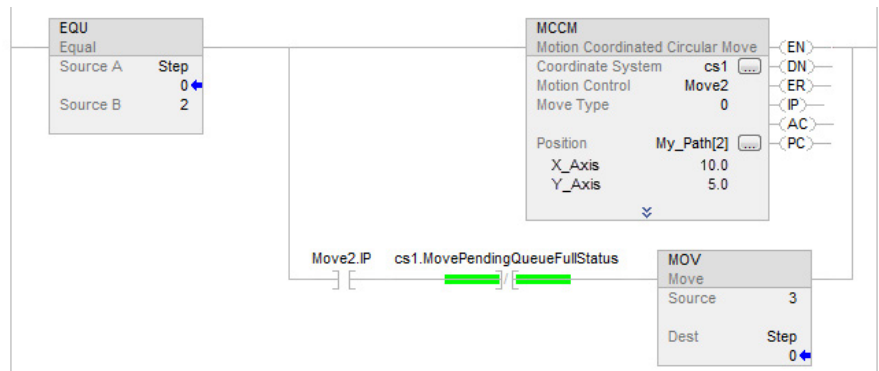 EQU
Equal
Source A Step
0
Source B 2
MCCM
Motion Coordinated Circular Move
Coordinate System cs1 ...
Motion Control Move2
Move Type 0
Position My_Path[2] ...
X_Axis 10.0
Y_Axis 5.0
EN
DN
ER
IP
AC
PC
Move2.IP cs1.MovePendingQueueFullStatus
MOV
Move
Source 3
Dest Step
0